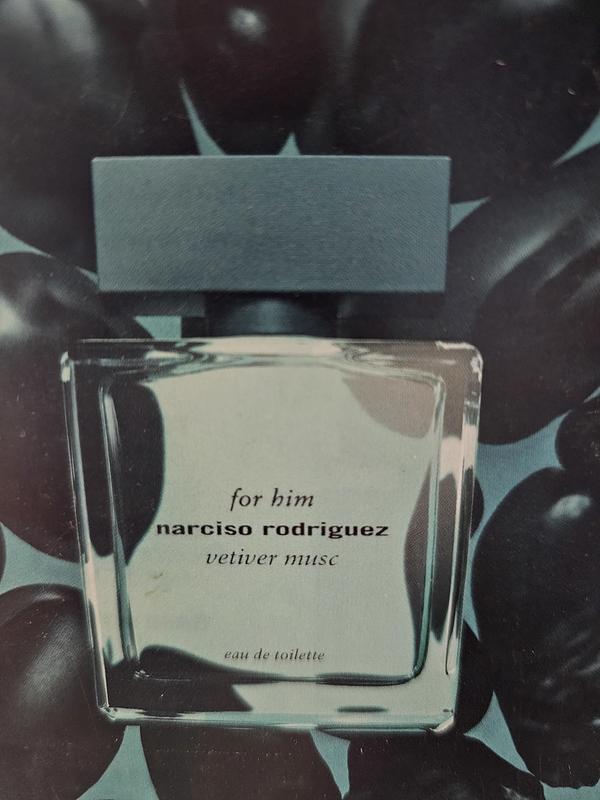 for him
narciso rodriguez
vetiver musc
eau de toilette